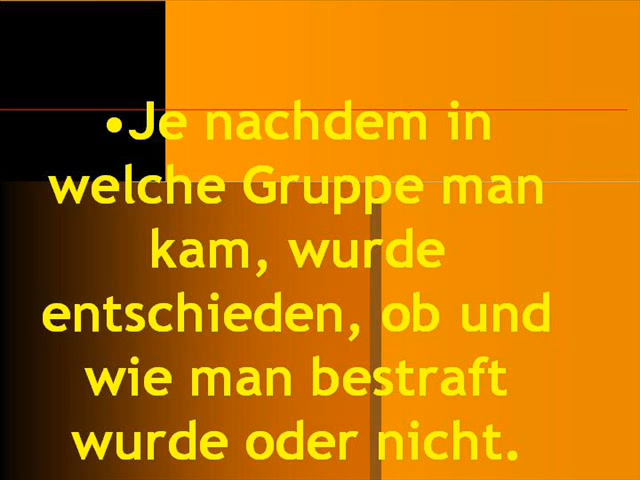 •Je nachdem in
welche Gruppe man
kam, wurde
entschieden, ob und
wie man bestraft
wurde oder nicht.